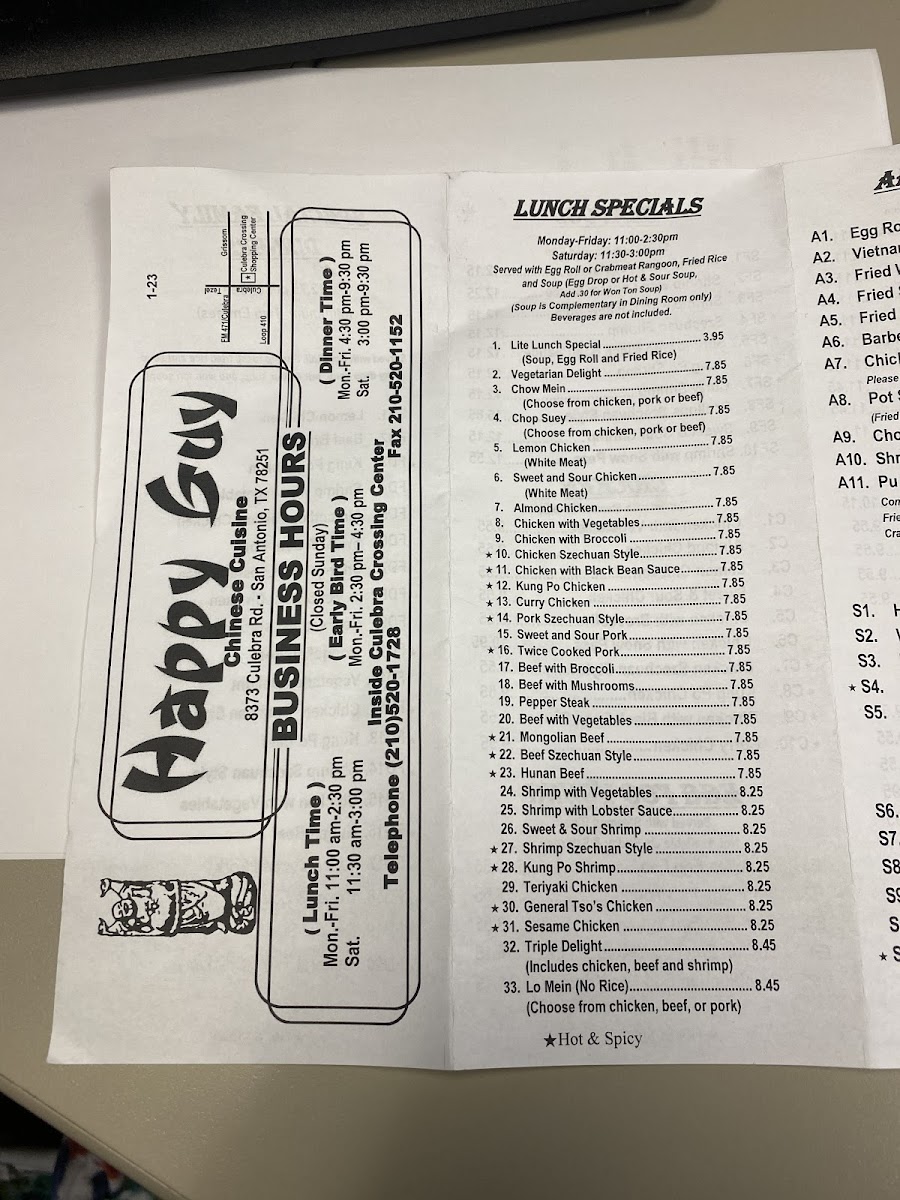 1-23
Grissom
Tezel
Culebra Crossing
Shopping Center
Culebra
FM 471/Culebra
Loop 410
Happy Guy
Chinese Cuisine
8373 Culebra Rd. - San Antonio, TX 78251
BUSINESS HOURS
(Closed Sunday)
( Lunch Time )
Mon.-Fri. 11:00 am-2:30 pm
Sat. 11:30 am-3:00 pm
( Early Bird Time )
Mon.-Fri. 2:30 pm– 4:30 pm
( Dinner Time )
Mon.-Fri. 4:30 pm-9:30 pm
Sat. 3:00 pm-9:30 pm
Inside Culebra Crossing Center
Telephone (210)520-1728 Fax 210-520-1152
LUNCH SPECIALS
Monday-Friday: 11:00-2:30pm
Saturday: 11:30-3:00pm
Served with Egg Roll or Crabmeat Rangoon, Fried Rice
and Soup (Egg Drop or Hot & Sour Soup,
Add .30 for Won Ton Soup)
(Soup is Complementary in Dining Room only)
Beverages are not included.
1. Lite Lunch Special 3.95
(Soup, Egg Roll and Fried Rice)
2. Vegetarian Delight 7.85
3. Chow Mein 7.85
(Choose from chicken, pork or beef)
4. Chop Suey 7.85
(Choose from chicken, pork or beef)
5. Lemon Chicken 7.85
(White Meat)
6. Sweet and Sour Chicken 7.85
(White Meat)
7. Almond Chicken 7.85
8. Chicken with Vegetables 7.85
9. Chicken with Broccoli 7.85
★ 10. Chicken Szechuan Style 7.85
★ 11. Chicken with Black Bean Sauce 7.85
★ 12. Kung Po Chicken 7.85
★ 13. Curry Chicken 7.85
★ 14. Pork Szechuan Style 7.85
15. Sweet and Sour Pork 7.85
★ 16. Twice Cooked Pork 7.85
17. Beef with Broccoli 7.85
18. Beef with Mushrooms 7.85
19. Pepper Steak 7.85
20. Beef with Vegetables 7.85
★ 21. Mongolian Beef 7.85
★ 22. Beef Szechuan Style 7.85
★ 23. Hunan Beef 7.85
24. Shrimp with Vegetables 8.25
25. Shrimp with Lobster Sauce 8.25
26. Sweet & Sour Shrimp 8.25
★ 27. Shrimp Szechuan Style 8.25
★ 28. Kung Po Shrimp 8.25
29. Teriyaki Chicken 8.25
★ 30. General Tso's Chicken 8.25
★ 31. Sesame Chicken 8.25
32. Triple Delight 8.45
(Includes chicken, beef and shrimp)
33. Lo Mein (No Rice) 8.45
(Choose from chicken, beef, or pork)
★Hot & Spicy
A1. Egg Ro
A2. Vietna
A3. Fried
A4. Fried
A5. Fried
A6. Barbe
A7. Chic
Please
A8. Pot
(Fried
A9. Cho
A10. Shr
A11. Pu
Con
Frie
Cra
S1.
S2.
S3.
★ S4.
S5.
S6.
S7.
S8
S9
S
★ S